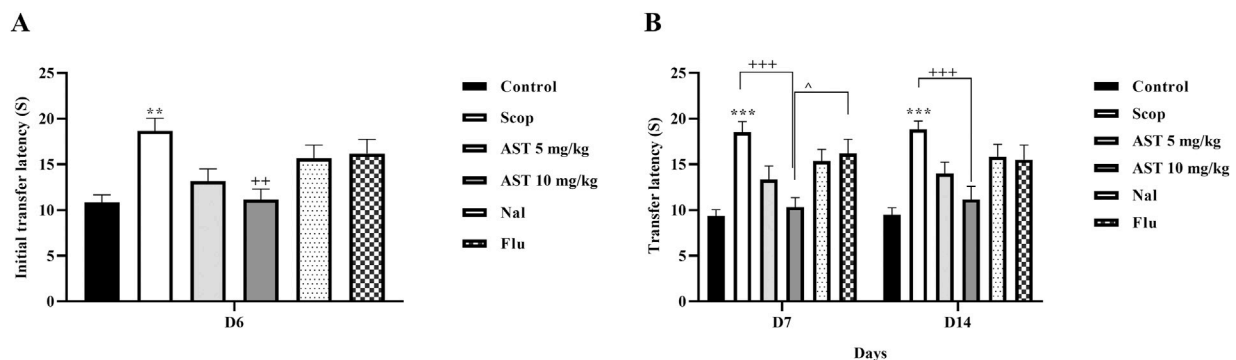 A
Initial transfer latency (S)
25
20
15
10
5
0
**
++
D6
Control
Scop
AST 5 mg/kg
AST 10 mg/kg
Nal
Flu
B
Transfer latency (S)
25
20
15
10
5
0
+++
^
***
+++
***
D7
D14
Days
Control
Scop
AST 5 mg/kg
AST 10 mg/kg
Nal
Flu